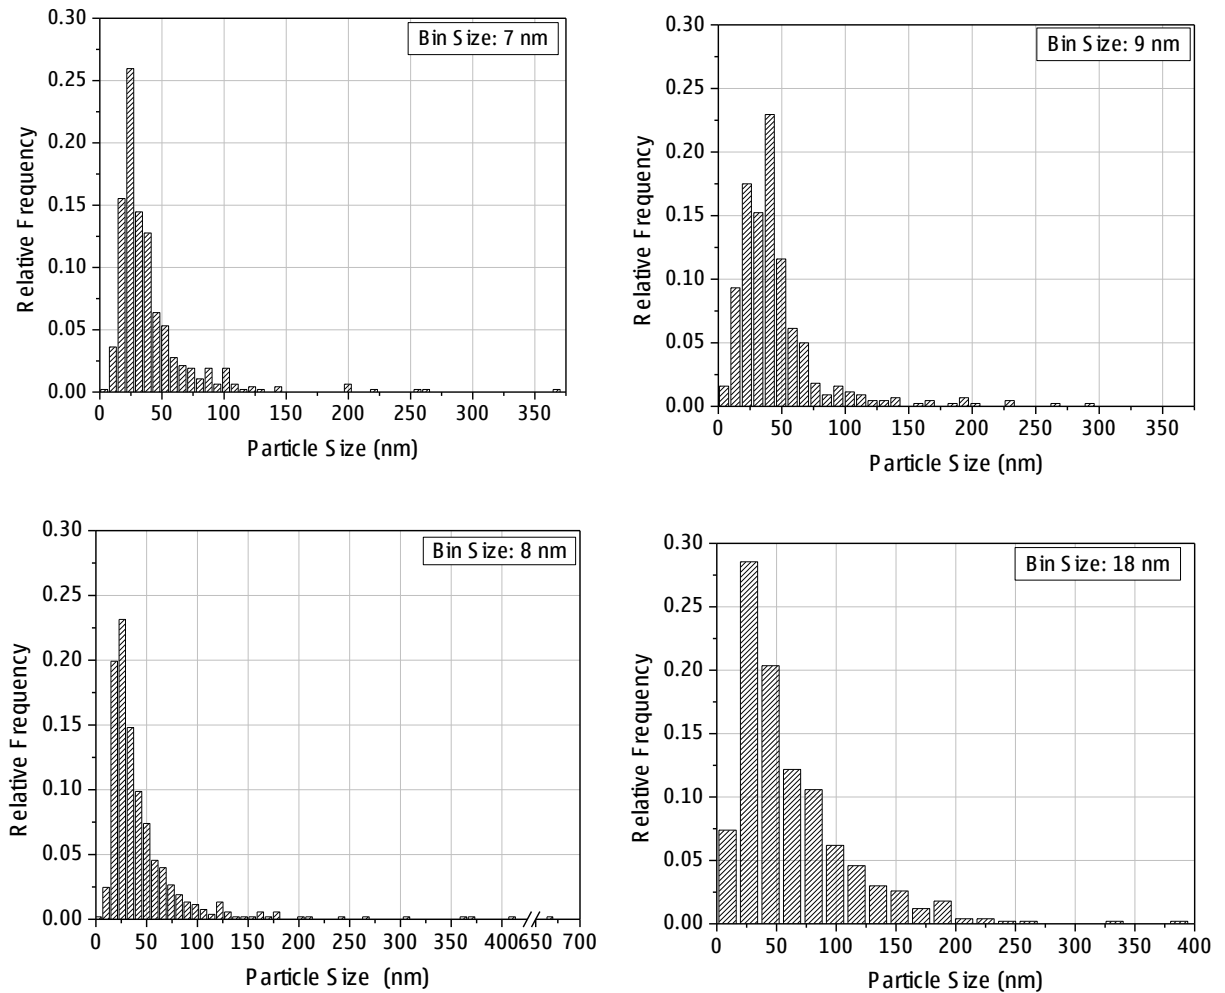 0.30
Bin Size: 7 nm
0.25
0.20
0.15
0.10
0.05
0.00
Relative Frequency
0 50 100 150 200 250 300 350
Particle Size (nm)
0.30
Bin Size: 9 nm
0.25
0.20
0.15
0.10
0.05
0.00
Relative Frequency
0 50 100 150 200 250 300 350
Particle Size (nm)
0.30
Bin Size: 8 nm
0.25
0.20
0.15
0.10
0.05
0.00
Relative Frequency
0 50 100 150 200 250 300 350 400 650 700
Particle Size (nm)
0.30
Bin Size: 18 nm
0.25
0.20
0.15
0.10
0.05
0.00
Relative Frequency
0 50 100 150 200 250 300 350 400
Particle Size (nm)